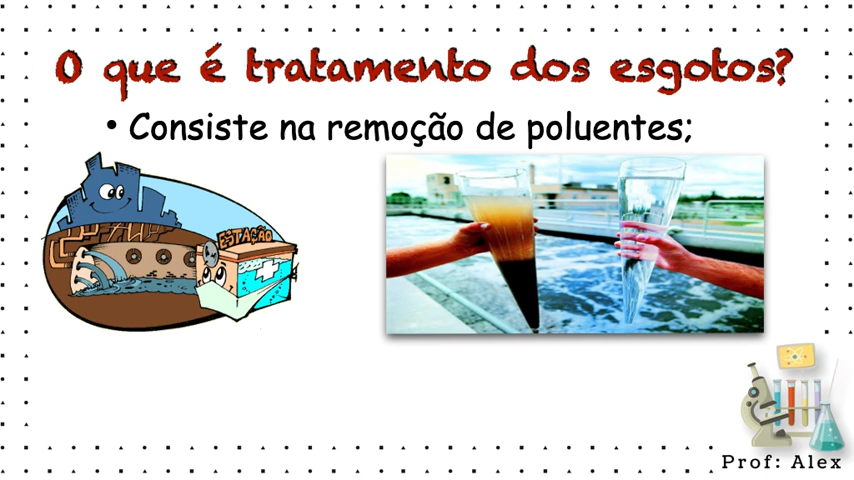 O que é tratamento dos esgotos?
• Consiste na remoção de poluentes;
ESTAÇÃO
Prof: Alex